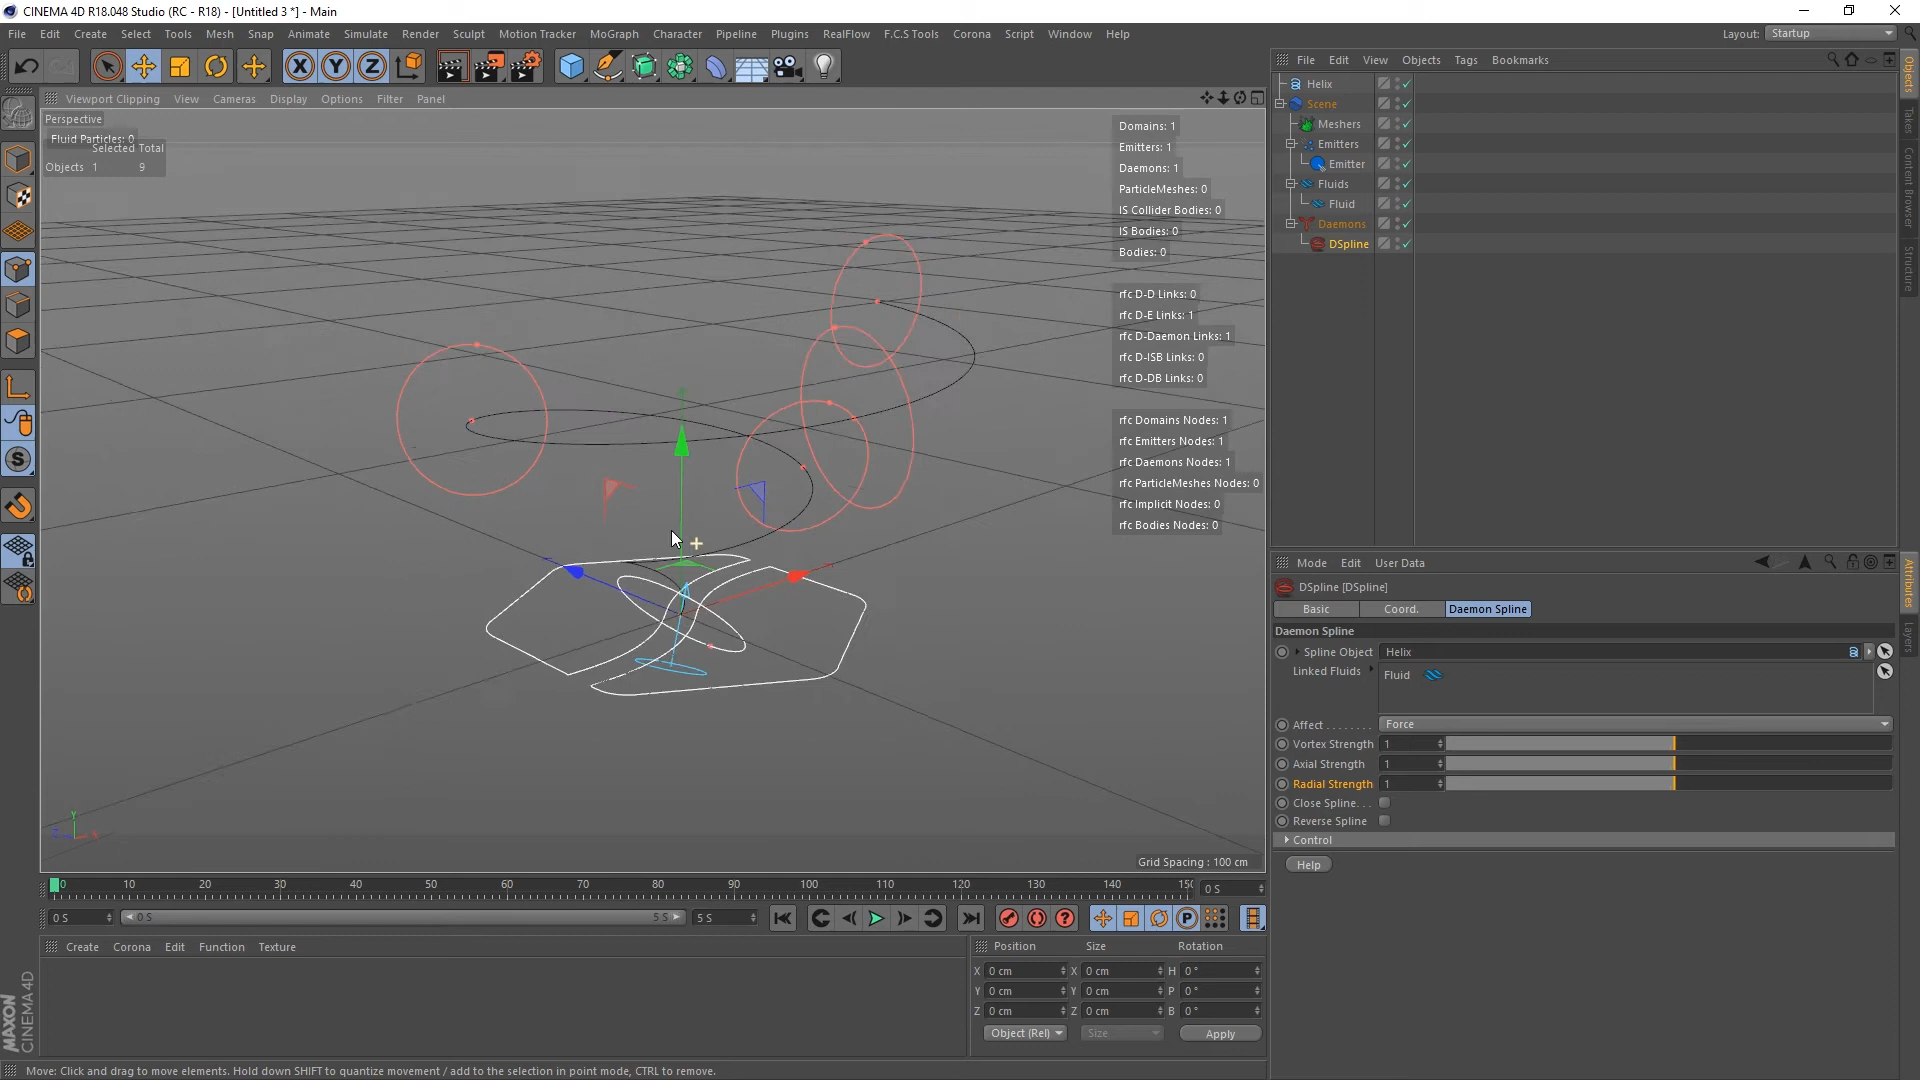 CINEMA 4D R18.048 Studio (RC - R18) - [Untitled 3 *] - Main
File Edit Create Select Tools Mesh Snap Animate Simulate Render Sculpt Motion Tracker MoGraph Character Pipeline Plugins RealFlow F.C.S Tools Corona Script Window Help
Layout: Startup
Viewport Clipping View Cameras Display Options Filter Panel
File Edit View Objects Tags Bookmarks
Perspective
Fluid Particles: 0
Selected Total
Objects 1 9
Domains: 1
Emitters: 1
Daemons: 1
ParticleMeshes: 0
IS Collider Bodies: 0
IS Bodies: 0
Bodies: 0
rfc D-D Links: 0
rfc D-E Links: 1
rfc D-Daemon Links: 1
rfc D-ISB Links: 0
rfc D-DB Links: 0
rfc Domains Nodes: 1
rfc Emitters Nodes: 1
rfc Daemons Nodes: 1
rfc ParticleMeshes Nodes: 0
rfc Implicit Nodes: 0
rfc Bodies Nodes: 0
Grid Spacing : 100 cm
Helix
Scene
Meshers
Emitters
Emitter
Fluids
Fluid
Daemons
DSpline
Objects
Takes
Content Browser
Structure
Mode Edit User Data
DSpline [DSpline]
Basic Coord. Daemon Spline
Daemon Spline
Spline Object Helix
Linked Fluids Fluid
Affect . . . . . . . . Force
Vortex Strength 1
Axial Strength 1
Radial Strength 1
Close Spline. . .
Reverse Spline
Control
Help
Attributes
Layers
0 10 20 30 40 50 60 70 80 90 100 110 120 130 140 150 0 S
0 S 0 S 5 S 5 S
Create Corona Edit Function Texture
Position Size Rotation
X 0 cm X 0 cm H 0 °
Y 0 cm Y 0 cm P 0 °
Z 0 cm Z 0 cm B 0 °
Object (Rel) Size Apply
MAXON
CINEMA 4D
Move: Click and drag to move elements. Hold down SHIFT to quantize movement / add to the selection in point mode, CTRL to remove.